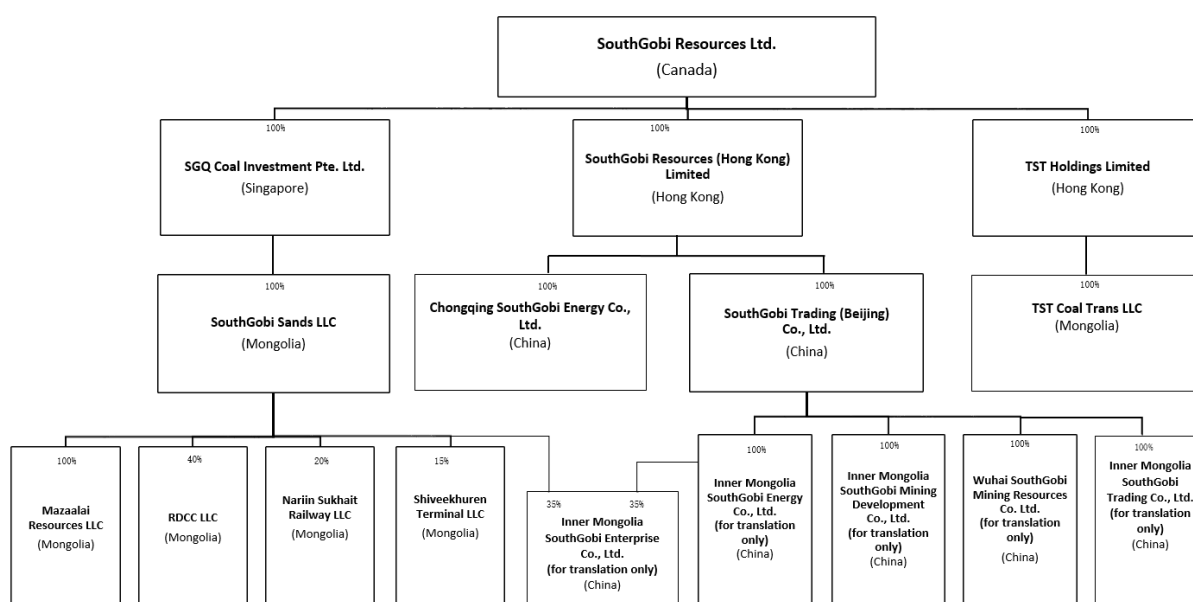 SouthGobi Resources Ltd.
(Canada)
100%
SGQ Coal Investment Pte. Ltd.
(Singapore)
100%
SouthGobi Resources (Hong Kong)
Limited
(Hong Kong)
100%
TST Holdings Limited
(Hong Kong)
100%
SouthGobi Sands LLC
(Mongolia)
100%
Chongqing SouthGobi Energy Co.,
Ltd.
(China)
100%
SouthGobi Trading (Beijing)
Co., Ltd.
(China)
100%
TST Coal Trans LLC
(Mongolia)
100%
Mazaalai
Resources LLC
(Mongolia)
40%
RDCC LLC
(Mongolia)
20%
Nariin Sukhait
Railway LLC
(Mongolia)
15%
Shiveekhuren
Terminal LLC
(Mongolia)
35% 35%
Inner Mongolia
SouthGobi Enterprise
Co., Ltd.
(for translation only)
(China)
100%
Inner Mongolia
SouthGobi Energy Co.,
Ltd.
(for translation
only)
(China)
100%
Inner Mongolia
SouthGobi Mining
Development
Co., Ltd.
(for translation
only)
(China)
100%
Wuhai SouthGobi
Mining Resources
Co. Ltd.
(for translation
only)
(China)
100%
Inner Mongolia
SouthGobi
Trading Co., Ltd.
(for translation
only)
(China)